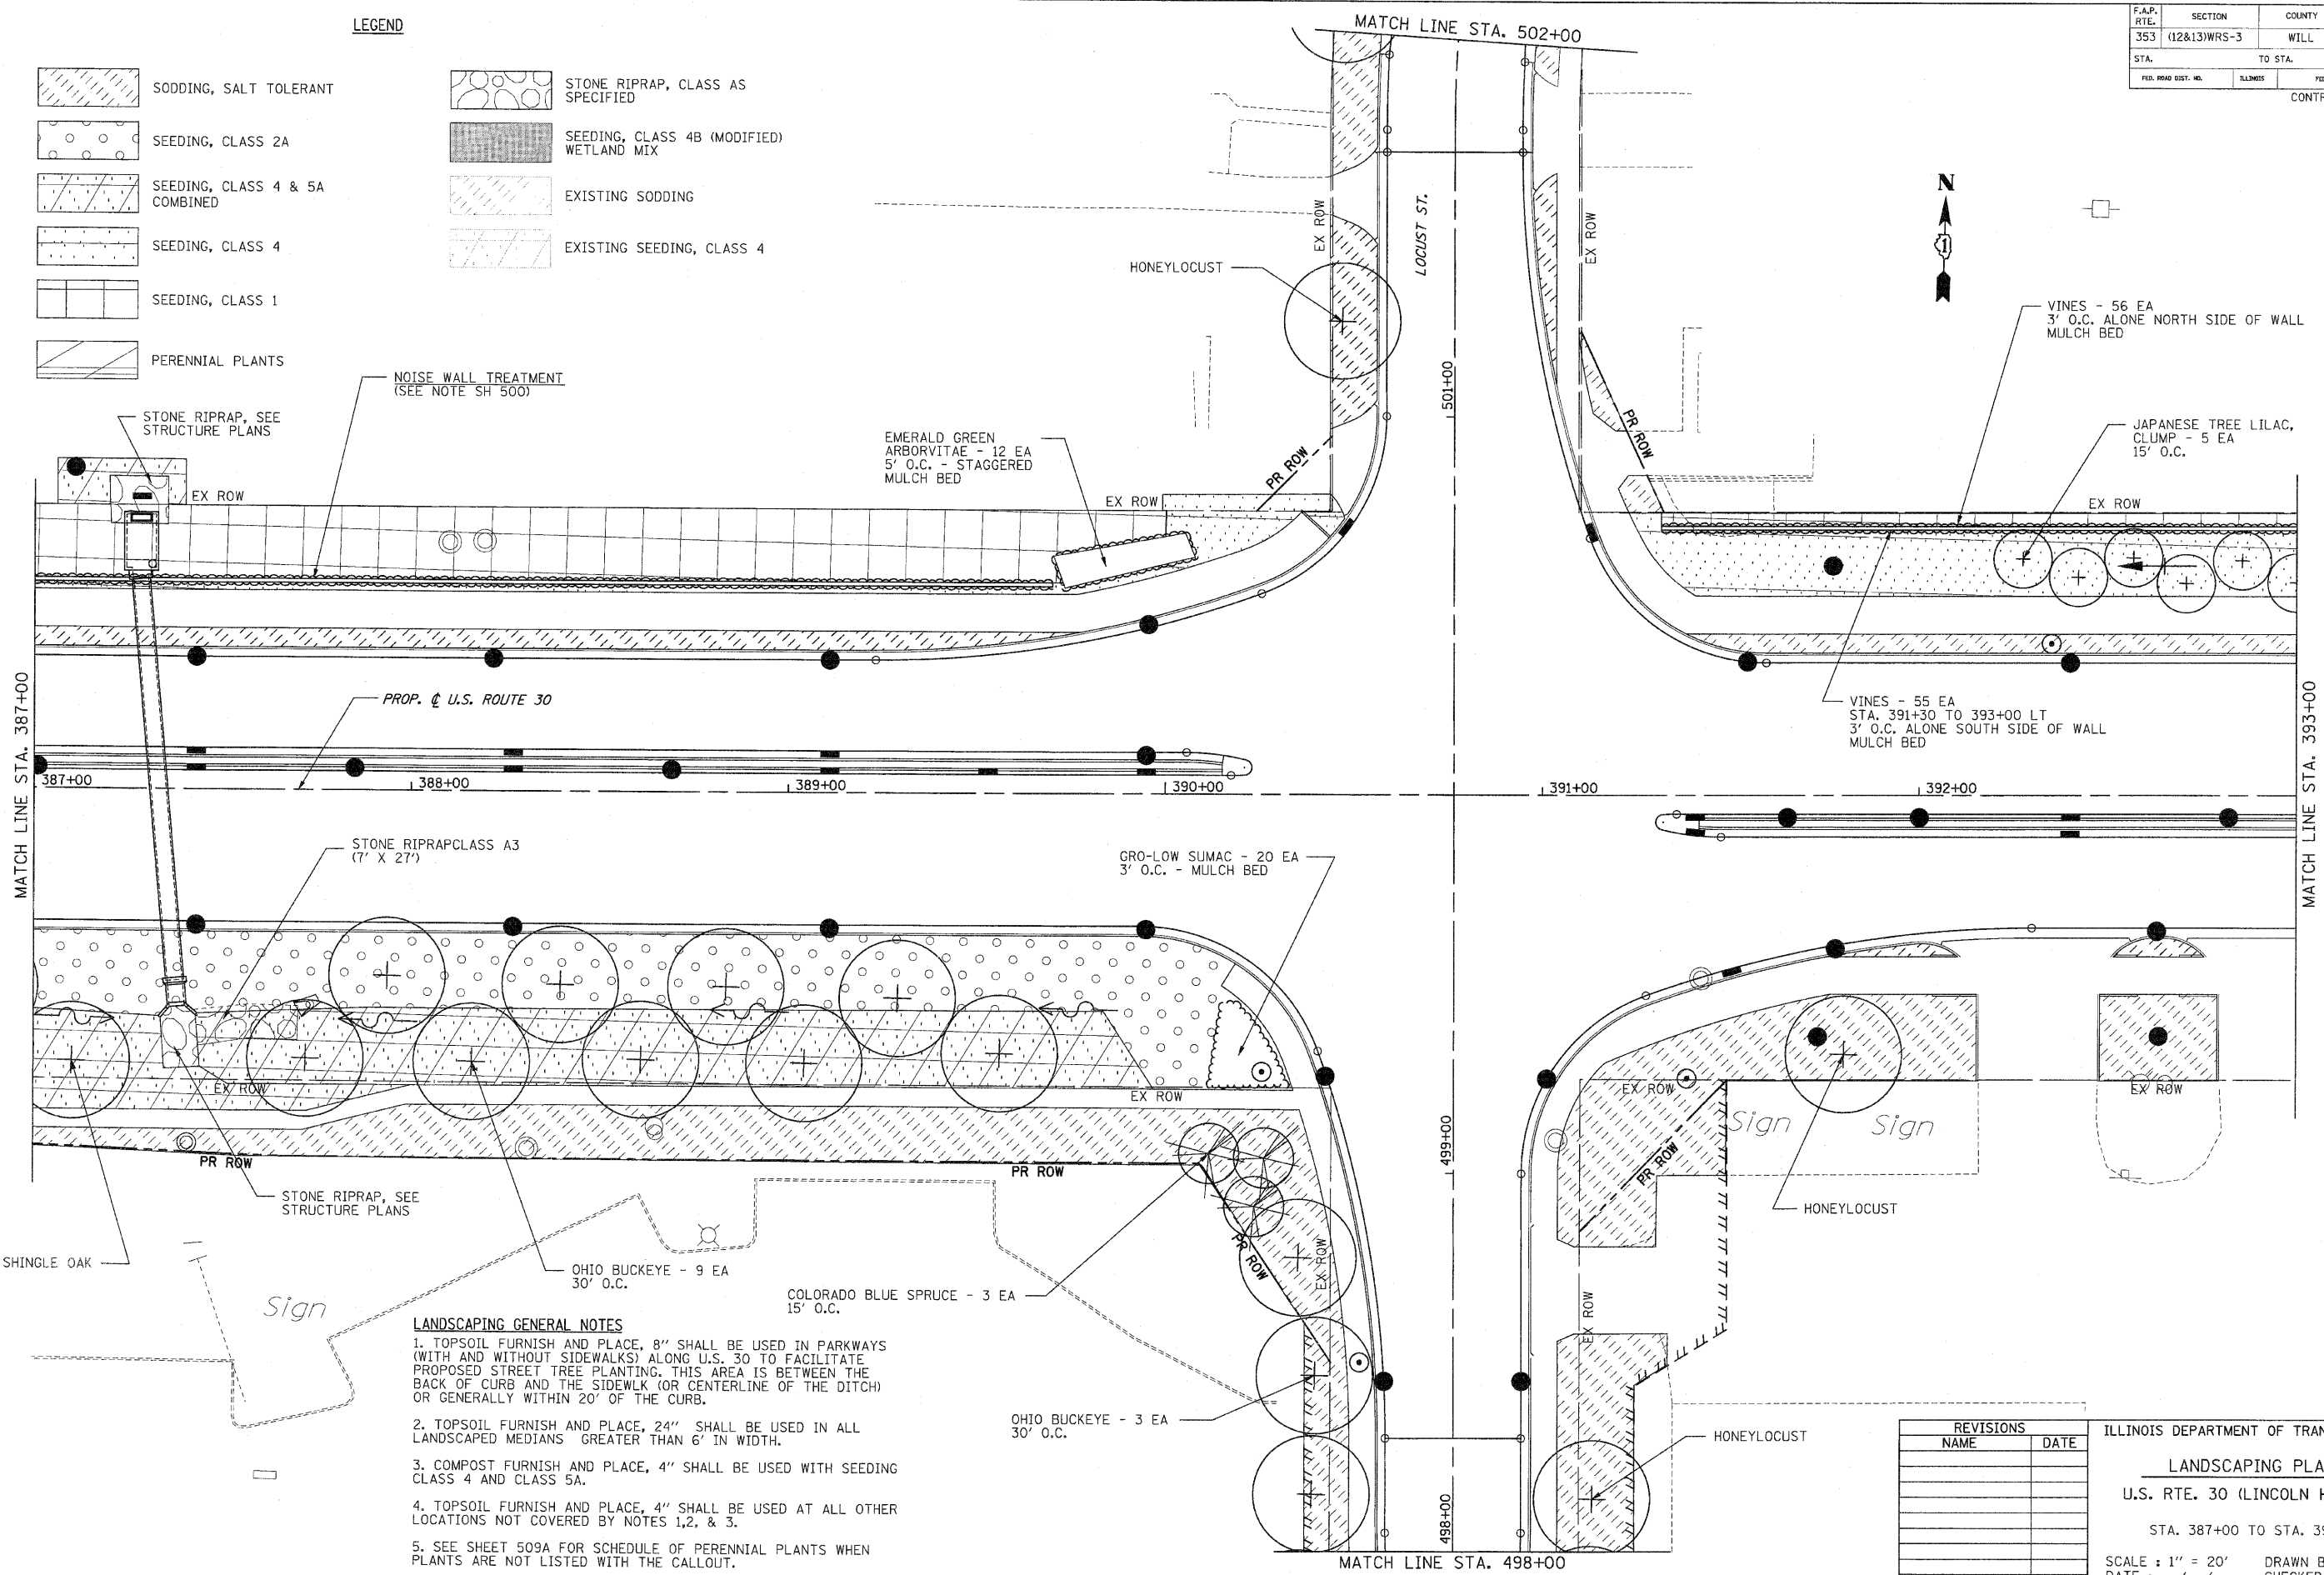 LEGEND
SODDING, SALT TOLERANT
SEEDING, CLASS 2A
SEEDING, CLASS 4 & 5A
COMBINED
SEEDING, CLASS 4
SEEDING, CLASS 1
PERENNIAL PLANTS
STONE RIPRAP, CLASS AS
SPECIFIED
SEEDING, CLASS 4B (MODIFIED)
WETLAND MIX
EXISTING SODDING
EXISTING SEEDING, CLASS 4
MATCH LINE STA. 502+00
F.A.P.
RTE.
SECTION
COUNTY
353
(12&13)WRS-3
WILL
STA.
TO STA.
FED. ROAD DIST. NO.
ILLINOIS
CONTR
N
1
LOCUST ST.
EX ROW
EX ROW
HONEYLOCUST
501+00
PR ROW
PR ROW
VINES - 56 EA
3' O.C. ALONE NORTH SIDE OF WALL
MULCH BED
JAPANESE TREE LILAC,
CLUMP - 5 EA
15' O.C.
NOISE WALL TREATMENT
(SEE NOTE SH 500)
STONE RIPRAP, SEE
STRUCTURE PLANS
EMERALD GREEN
ARBORVITAE - 12 EA
5' O.C. - STAGGERED
MULCH BED
EX ROW
EX ROW
EX ROW
MATCH LINE STA. 387+00
PROP. ℄ U.S. ROUTE 30
VINES - 55 EA
STA. 391+30 TO 393+00 LT
3' O.C. ALONE SOUTH SIDE OF WALL
MULCH BED
MATCH LINE STA. 393+00
387+00
388+00
389+00
390+00
391+00
392+00
STONE RIPRAPCLASS A3
(7' X 27')
GRO-LOW SUMAC - 20 EA
3' O.C. - MULCH BED
EX ROW
EX ROW
EX ROW
EX ROW
PR ROW
PR ROW
499+00
PR ROW
Sign
Sign
STONE RIPRAP, SEE
STRUCTURE PLANS
HONEYLOCUST
SHINGLE OAK
Sign
OHIO BUCKEYE - 9 EA
30' O.C.
COLORADO BLUE SPRUCE - 3 EA
15' O.C.
PR ROW
EX ROW
EX ROW
LANDSCAPING GENERAL NOTES
1. TOPSOIL FURNISH AND PLACE, 8" SHALL BE USED IN PARKWAYS
(WITH AND WITHOUT SIDEWALKS) ALONG U.S. 30 TO FACILITATE
PROPOSED STREET TREE PLANTING. THIS AREA IS BETWEEN THE
BACK OF CURB AND THE SIDEWLK (OR CENTERLINE OF THE DITCH)
OR GENERALLY WITHIN 20' OF THE CURB.
2. TOPSOIL FURNISH AND PLACE, 24" SHALL BE USED IN ALL
LANDSCAPED MEDIANS GREATER THAN 6' IN WIDTH.
3. COMPOST FURNISH AND PLACE, 4" SHALL BE USED WITH SEEDING
CLASS 4 AND CLASS 5A.
4. TOPSOIL FURNISH AND PLACE, 4" SHALL BE USED AT ALL OTHER
LOCATIONS NOT COVERED BY NOTES 1,2, & 3.
5. SEE SHEET 509A FOR SCHEDULE OF PERENNIAL PLANTS WHEN
PLANTS ARE NOT LISTED WITH THE CALLOUT.
OHIO BUCKEYE - 3 EA
30' O.C.
HONEYLOCUST
498+00
MATCH LINE STA. 498+00
REVISIONS
NAME
DATE
ILLINOIS DEPARTMENT OF TRAN
LANDSCAPING PLA
U.S. RTE. 30 (LINCOLN H
STA. 387+00 TO STA. 39
SCALE : 1" = 20'
DRAWN B